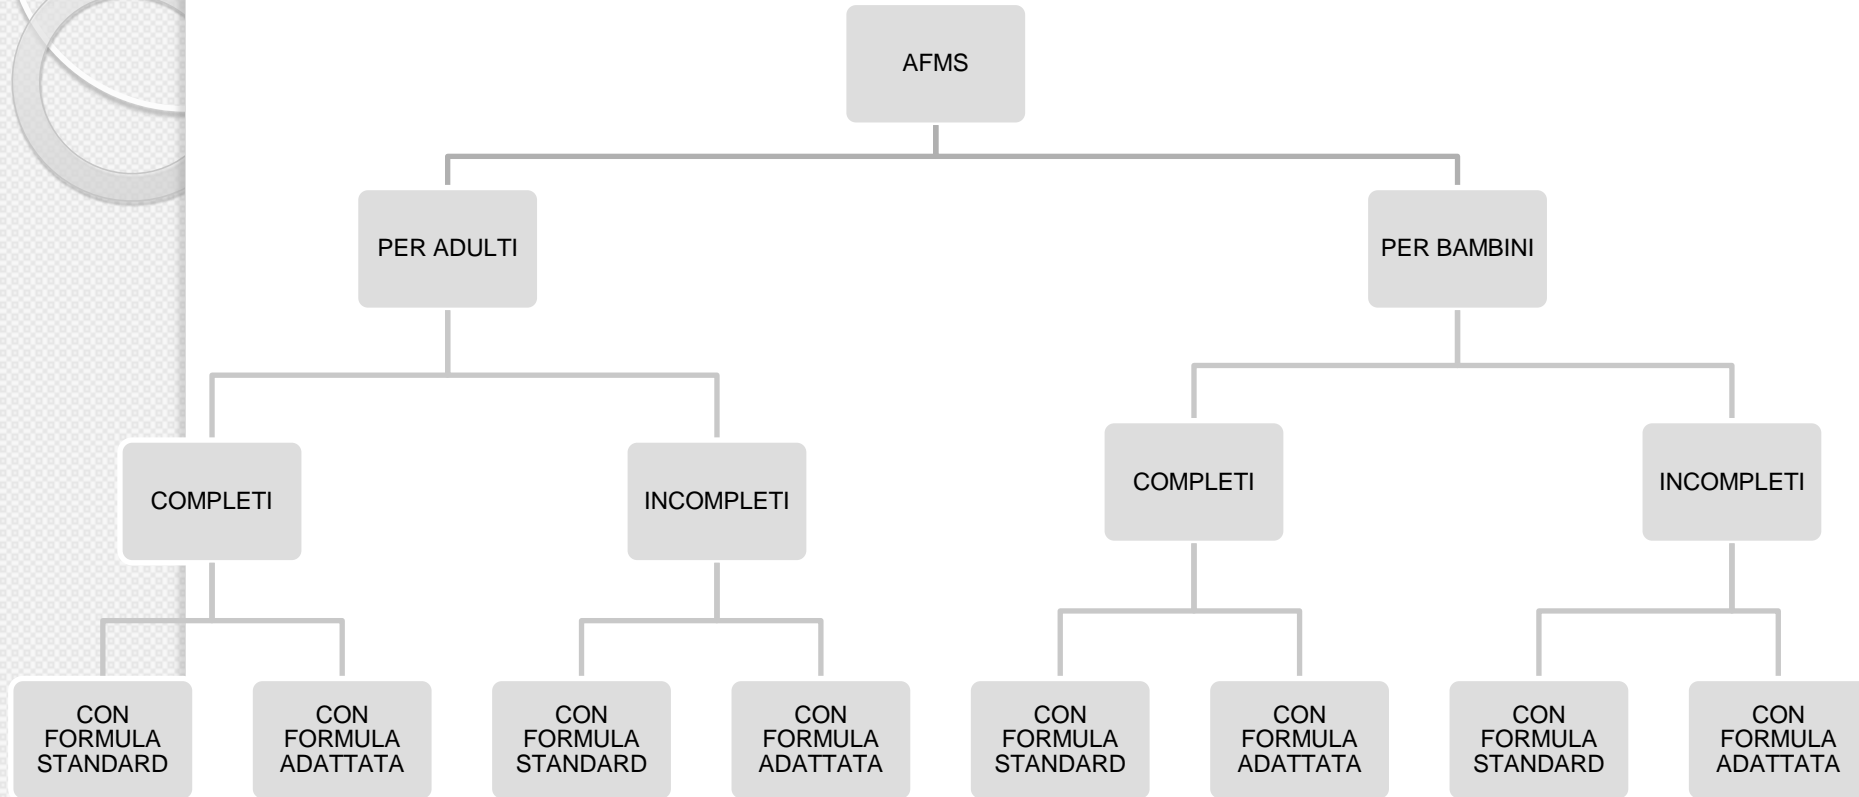 AFMS
PER ADULTI
PER BAMBINI
COMPLETI
INCOMPLETI
COMPLETI
INCOMPLETI
CON
FORMULA
STANDARD
CON
FORMULA
ADATTATA
CON
FORMULA
STANDARD
CON
FORMULA
ADATTATA
CON
FORMULA
STANDARD
CON
FORMULA
ADATTATA
CON
FORMULA
STANDARD
CON
FORMULA
ADATTATA